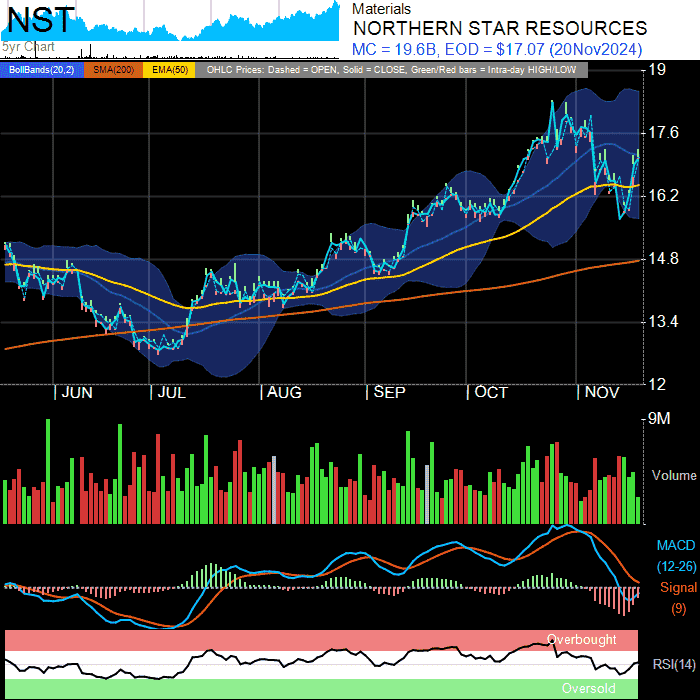 NST
5yr Chart
Materials
NORTHERN STAR RESOURCES
MC = 19.6B, EOD = $17.07 (20Nov2024)
BollBands(20,2) SMA(200) EMA(50) OHLC Prices: Dashed = OPEN, Solid = CLOSE, Green/Red bars = Intra-day HIGH/LOW
19
17.6
16.2
14.8
13.4
12
JUN JUL AUG SEP OCT NOV
9M
Volume
MACD
(12-26)
Signal
(9)
Overbought
RSI(14)
Oversold